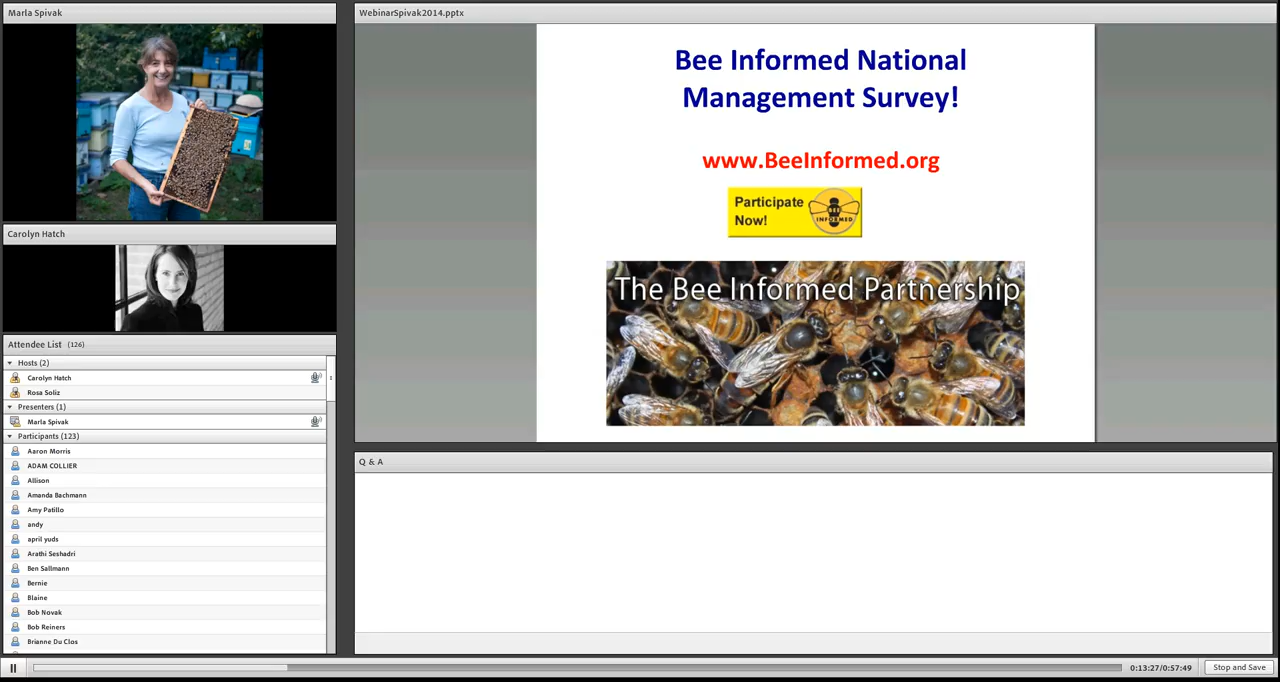 Marla Spivak
Carolyn Hatch
Attendee List (126)
Hosts (2)
Carolyn Hatch
Rosa Soliz
Presenters (1)
Marla Spivak
Participants (123)
Aaron Morris
ADAM COLLIER
Allison
Amanda Bachmann
Amy Patillo
andy
april yuds
Arathi Seshadri
Ben Sallmann
Bernie
Blaine
Bob Novak
Bob Reiners
Brianne Du Clos
WebinarSpivak2014.pptx
Bee Informed National
Management Survey!
www.BeeInformed.org
Participate
Now!
BEE
INFORMED
The Bee Informed Partnership
Q & A
0:13:27/0:57:49
Stop and Save